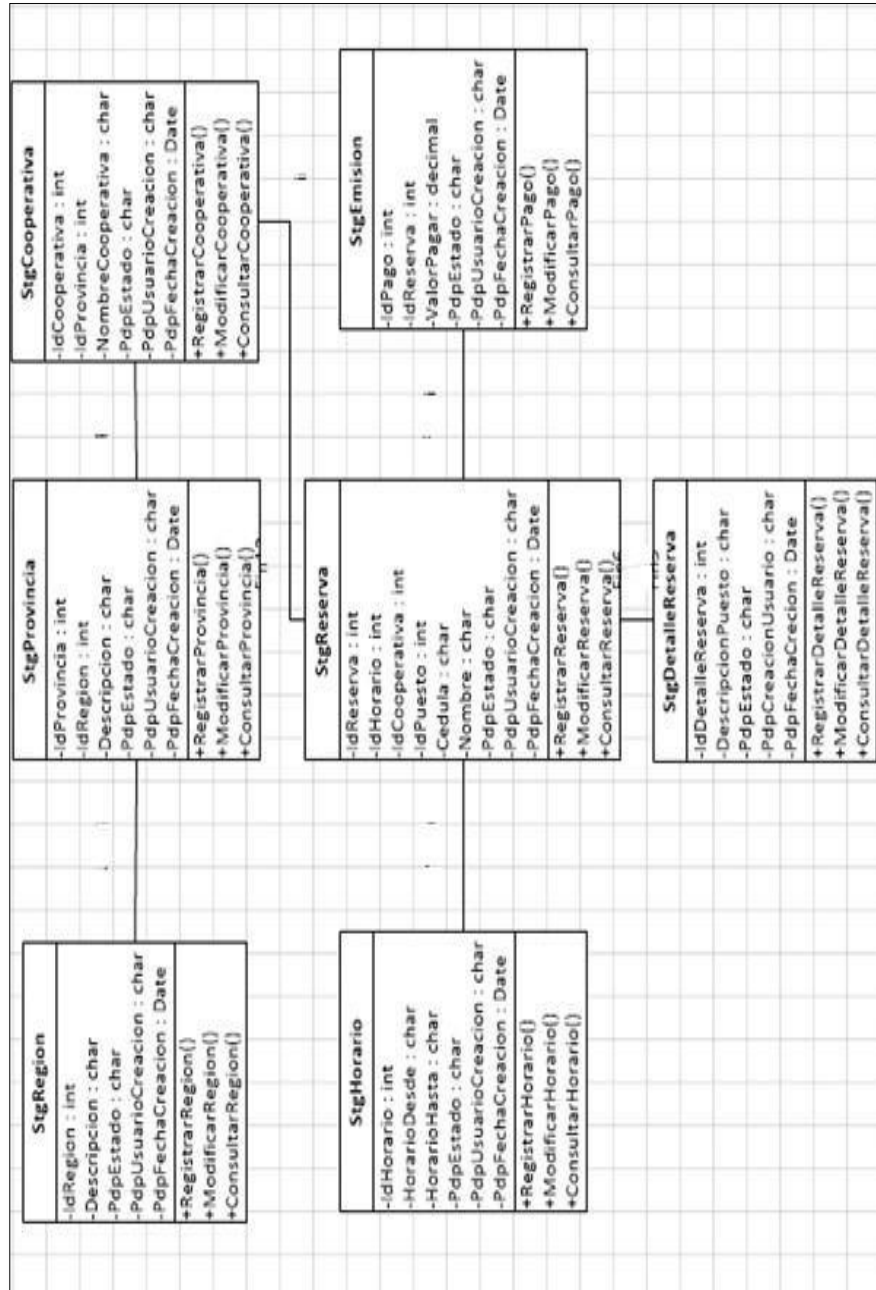 StgRegion
-IdRegion : int
-Descripcion : char
-PdpEstado : char
-PdpUsuarioCreacion : char
-PdpFechaCreacion : Date
+RegistrarRegion()
+ModificarRegion()
+ConsultarRegion()
StgProvincia
-IdProvincia : int
-IdRegion : int
-Descripcion : char
-PdpEstado : char
-PdpUsuarioCreacion : char
-PdpFechaCreacion : Date
+RegistrarProvincia()
+ModificarProvincia()
+ConsultarProvincia()
StgCooperativa
-IdCooperativa : int
-IdProvincia : int
-NombreCooperativa : char
-PdpEstado : char
-PdpUsuarioCreacion : char
-PdpFechaCreacion : Date
+RegistrarCooperativa()
+ModificarCooperativa()
+ConsultarCooperativa()
StgHorario
-IdHorario : int
-HorarioDesde : char
-HorarioHasta : char
-PdpEstado : char
-PdpUsuarioCreacion : char
-PdpFechaCreacion : Date
+RegistrarHorario()
+ModificarHorario()
+ConsultarHorario()
StgReserva
-IdReserva : int
-IdHorario : int
-IdCooperativa : int
-IdPuesto : int
-Cedula : char
-Nombre : char
-PdpEstado : char
-PdpUsuarioCreacion : char
-PdpFechaCreacion : Date
+RegistrarReserva()
+ModificarReserva()
+ConsultarReserva()
StgEmision
-IdPago : int
-IdReserva : int
-ValorPagar : decimal
-PdpEstado : char
-PdpUsuarioCreacion : char
-PdpFechaCreacion : Date
+RegistrarPago()
+ModificarPago()
+ConsultarPago()
StgDetalleReserva
-IdDetalleReserva : int
-DescripcionPuesto : char
-PdpEstado : char
-PdpCreacionUsuario : char
-PdpFechaCrecion : Date
+RegistrarDetalleReserva()
+ModificarDetalleReserva()
+ConsultarDetalleReserva()